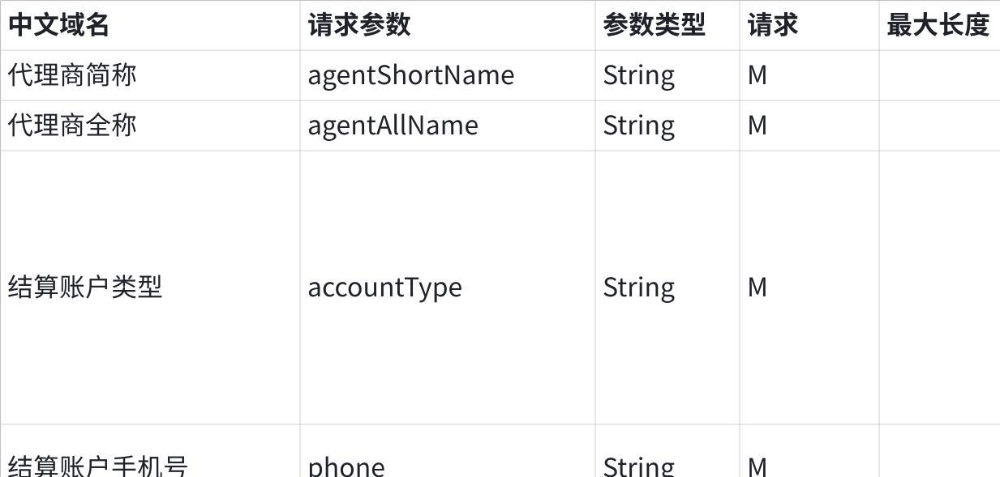 中文域名 请求参数 参数类型 请求 最大长度
代理商简称 agentShortName String M
代理商全称 agentAllName String M
结算账户类型 accountType String M
结算账户手机号 phone String M